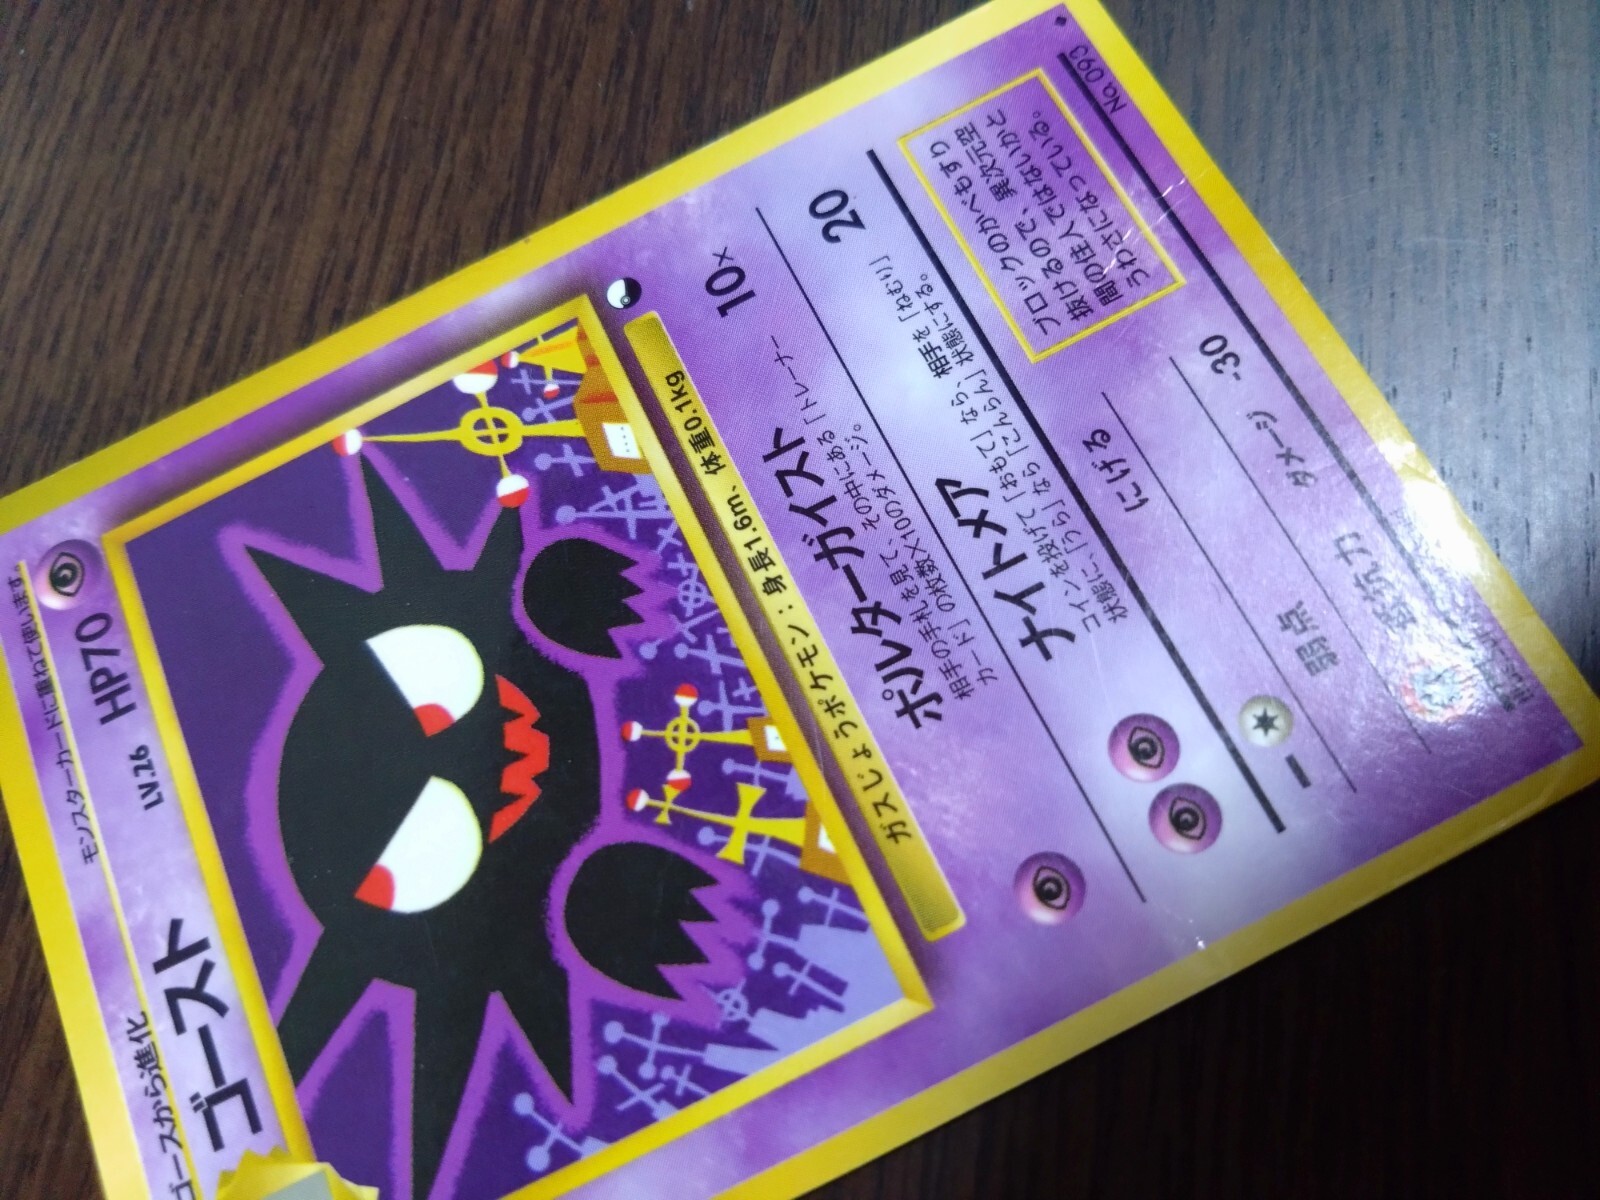 ゴースから進化
モンスターカードに重ねて使います
ゴースト LV.26 HP70
ガスじょうポケモン：身長1.6m、体重0.1kg
ポルターガイスト 10×
相手の手札を見て、その中にある「トレーナー
カード」の枚数×10のダメージ。
ナイトメア 20
コインを投げて「おもて」なら、相手を「ねむり」
状態に、「うら」なら「こんらん」状態にする。
にげる
弱点 ダメージ
抵抗力 -30
ブロックのかべもすり
抜けるので、異次元空
間の住人ではないかと
うわさになっている。
No.093